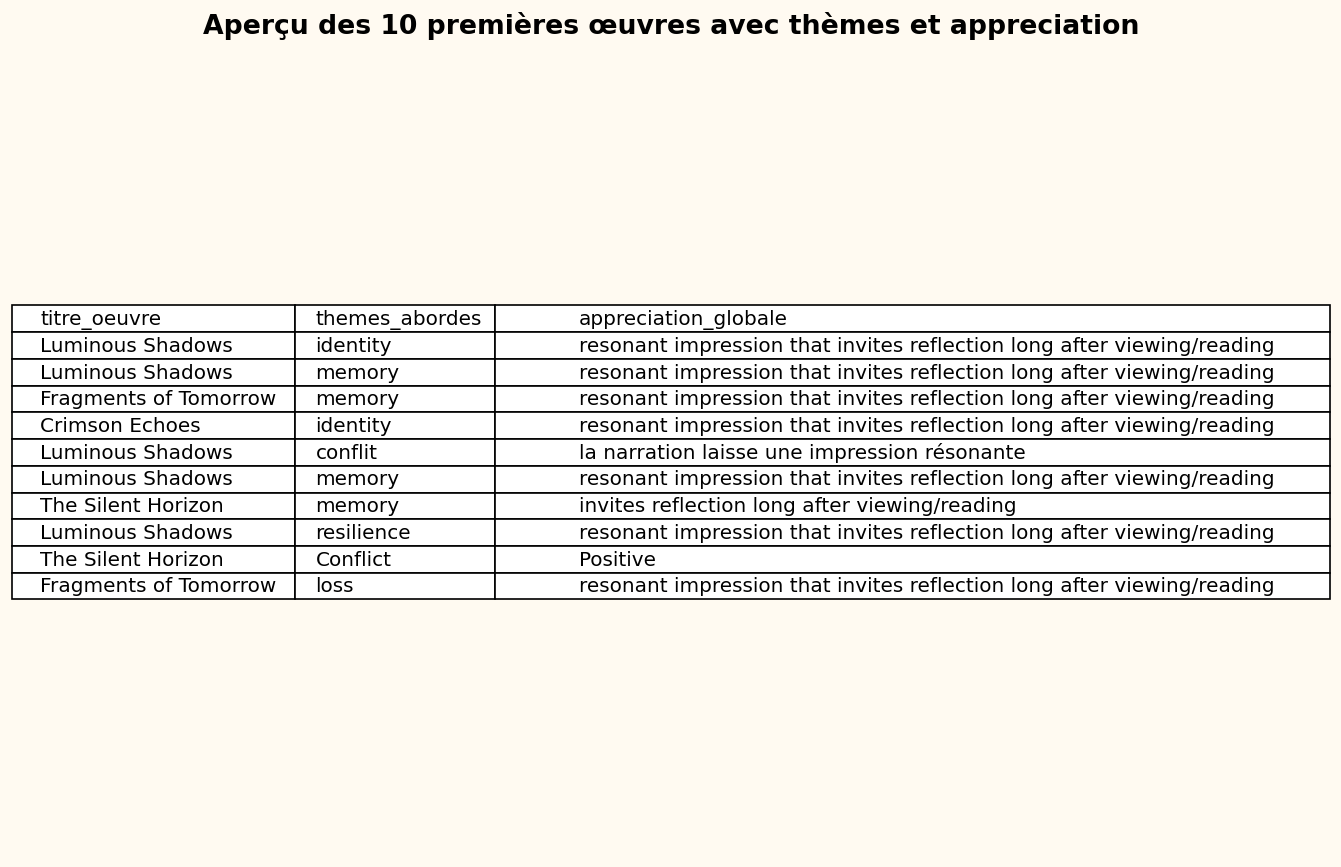 Aperçu des 10 premières œuvres avec thèmes et appreciation
titre_oeuvre themes_abordes appreciation_globale
Luminous Shadows identity resonant impression that invites reflection long after viewing/reading
Luminous Shadows memory resonant impression that invites reflection long after viewing/reading
Fragments of Tomorrow memory resonant impression that invites reflection long after viewing/reading
Crimson Echoes identity resonant impression that invites reflection long after viewing/reading
Luminous Shadows conflit la narration laisse une impression résonante
Luminous Shadows memory resonant impression that invites reflection long after viewing/reading
The Silent Horizon memory invites reflection long after viewing/reading
Luminous Shadows resilience resonant impression that invites reflection long after viewing/reading
The Silent Horizon Conflict Positive
Fragments of Tomorrow loss resonant impression that invites reflection long after viewing/reading